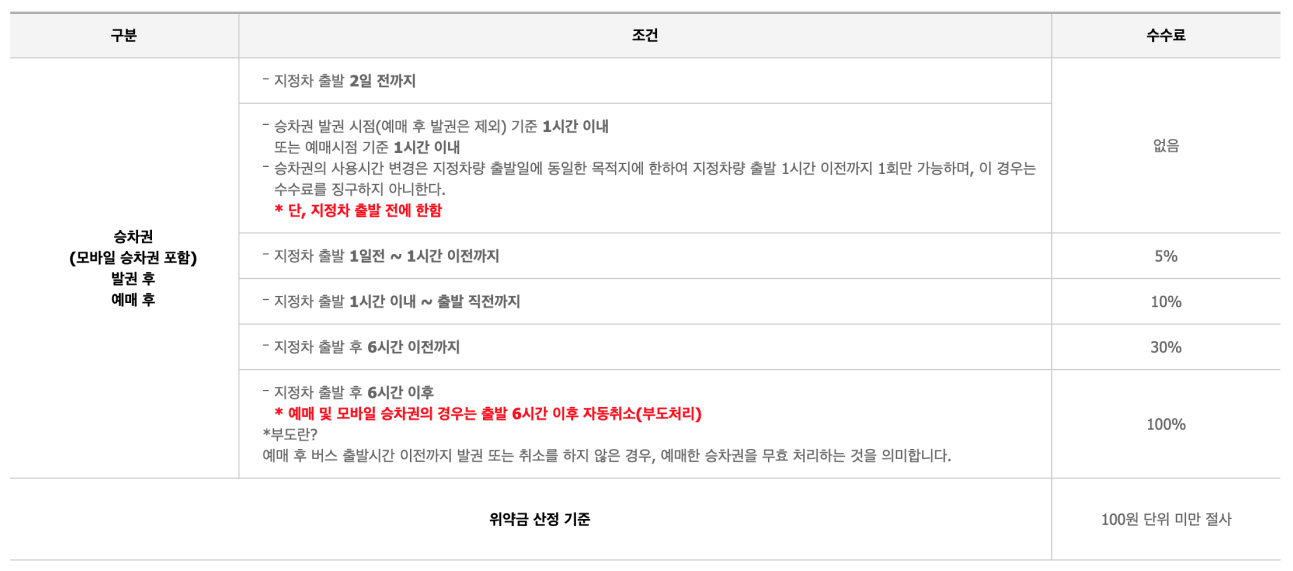 구분 조건 수수료
- 지정차 출발 2일 전까지
- 승차권 발권 시점(예매 후 발권은 제외) 기준 1시간 이내
또는 예매시점 기준 1시간 이내
없음
- 승차권의 사용시간 변경은 지정차량 출발일에 동일한 목적지에 한하여 지정차량 출발 1시간 이전까지 1회만 가능하며, 이 경우는
수수료를 징구하지 아니한다.
* 단, 지정차 출발 전에 한함
승차권
(모바일 승차권 포함)
발권 후
예매 후
- 지정차 출발 1일전 ~ 1시간 이전까지 5%
- 지정차 출발 1시간 이내 ~ 출발 직전까지 10%
- 지정차 출발 후 6시간 이전까지 30%
- 지정차 출발 후 6시간 이후
* 예매 및 모바일 승차권의 경우는 출발 6시간 이후 자동취소(부도처리)
*부도란?
예매 후 버스 출발시간 이전까지 발권 또는 취소를 하지 않은 경우, 예매한 승차권을 무효 처리하는 것을 의미합니다.
100%
위약금 산정 기준 100원 단위 미만 절사